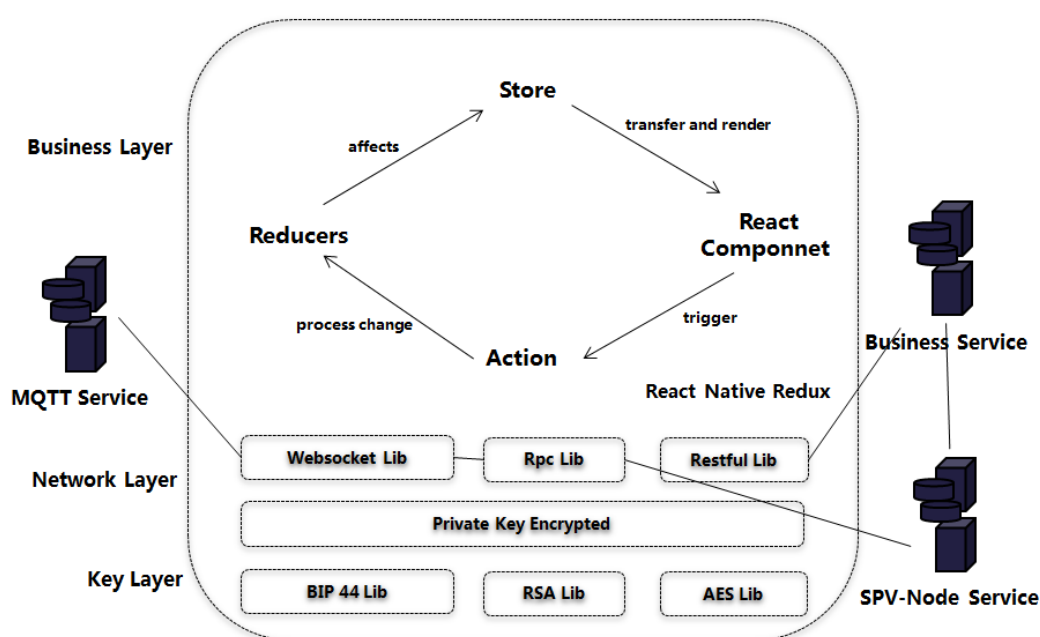 Store
transfer and render
Business Layer
affects
React
Componnet
Reducers
process change
trigger
Action
Business Service
MQTT Service
React Native Redux
Websocket Lib
Rpc Lib
Restful Lib
Network Layer
Private Key Encrypted
Key Layer
BIP 44 Lib
RSA Lib
AES Lib
SPV-Node Service